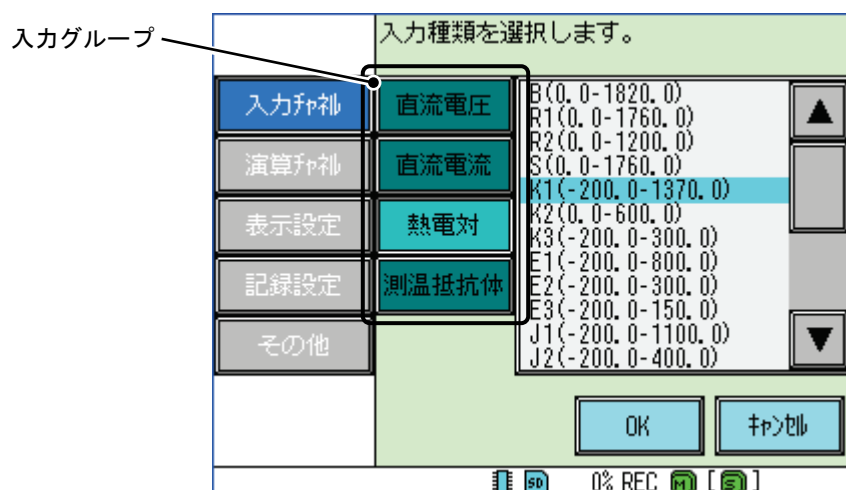 入力グループ
入力種類を選択します。
入力ﾁｬﾈﾙ
演算ﾁｬﾈﾙ
表示設定
記録設定
その他
直流電圧
直流電流
熱電対
測温抵抗体
B(0.0-1820.0)
R1(0.0-1760.0)
R2(0.0-1200.0)
S(0.0-1760.0)
K1(-200.0-1370.0)
K2(0.0-600.0)
K3(-200.0-300.0)
E1(-200.0-800.0)
E2(-200.0-300.0)
E3(-200.0-150.0)
J1(-200.0-1100.0)
J2(-200.0-400.0)
▲
▼
OK
ｷｬﾝｾﾙ
SD 0% REC M [S]